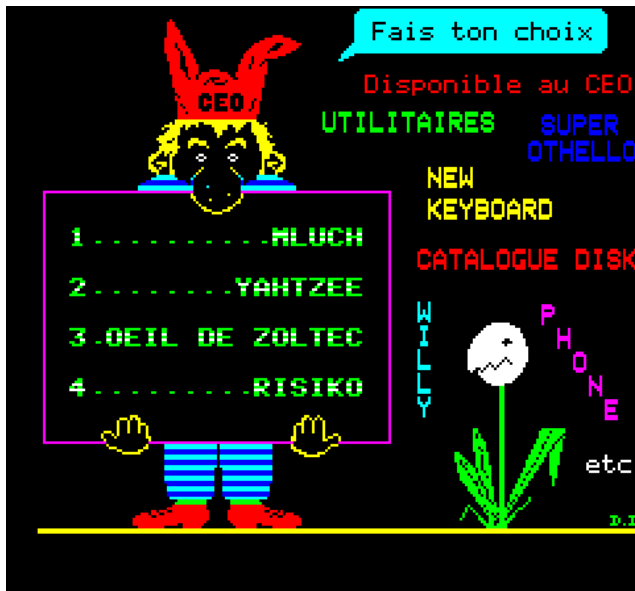 Fais ton choix
CEO
Disponible au CEO
UTILITAIRES
SUPER
OTHELLO
NEW
KEYBOARD
CATALOGUE DISK
1...........MLUCH
2.........YAHTZEE
3.OEIL DE ZOLTEC
4..........RISIKO
WILLY
PHONE
etc